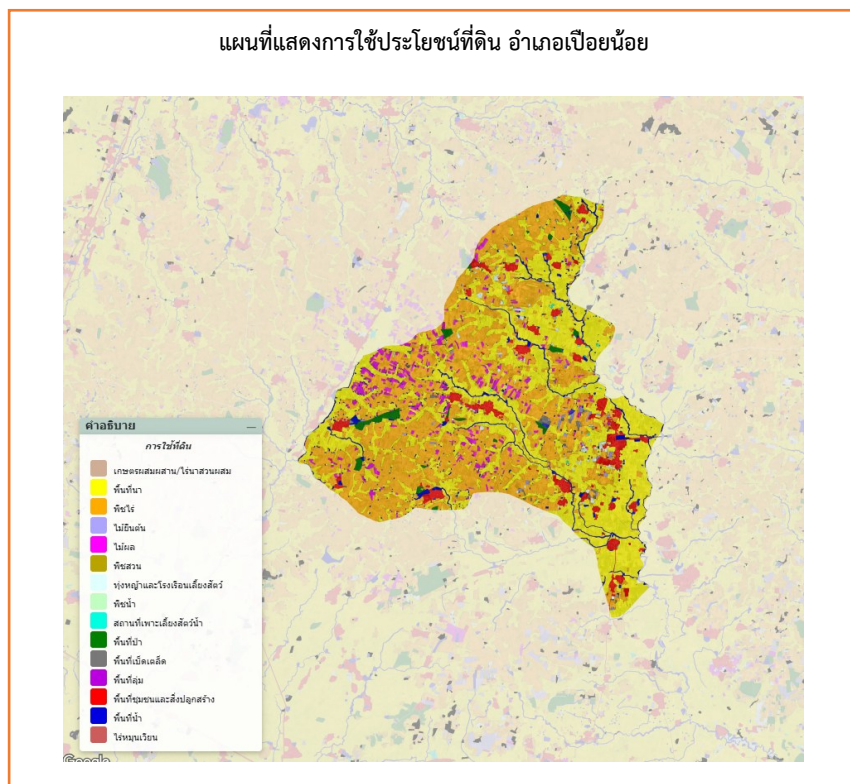 แผนที่แสดงการใช้ประโยชน์ที่ดิน อำเภอเปือยน้อย
คำอธิบาย
การใช้ที่ดิน
เกษตรผสมผสาน/ไร่นาสวนผสม
พื้นที่นา
พืชไร่
ไม้ยืนต้น
ไม้ผล
พืชสวน
ทุ่งหญ้าและโรงเรือนเลี้ยงสัตว์
พืชน้ำ
สถานที่เพาะเลี้ยงสัตว์น้ำ
พื้นที่ป่า
พื้นที่เบ็ดเตล็ด
พื้นที่ลุ่ม
พื้นที่ชุมชนและสิ่งปลูกสร้าง
พื้นที่น้ำ
ไร่หมุนเวียน
Google